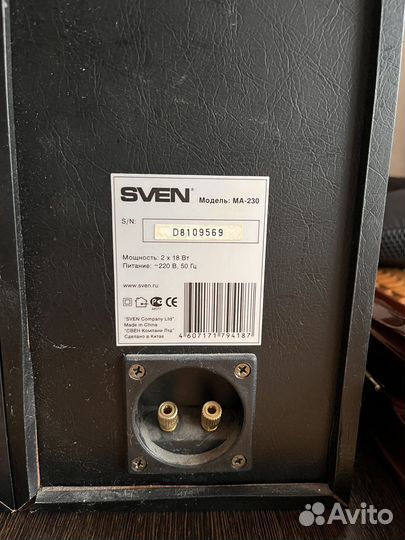 SVEN Модель: MA-230
S/N: D8109569
Мощность: 2 x 18 Вт
Питание: ~220 В, 50 Гц
www.sven.ru
"SVEN Company Ltd"
Made in China
"СВЕН Компани Лтд"
Сделано в Китае
4 607171 794187
Avito